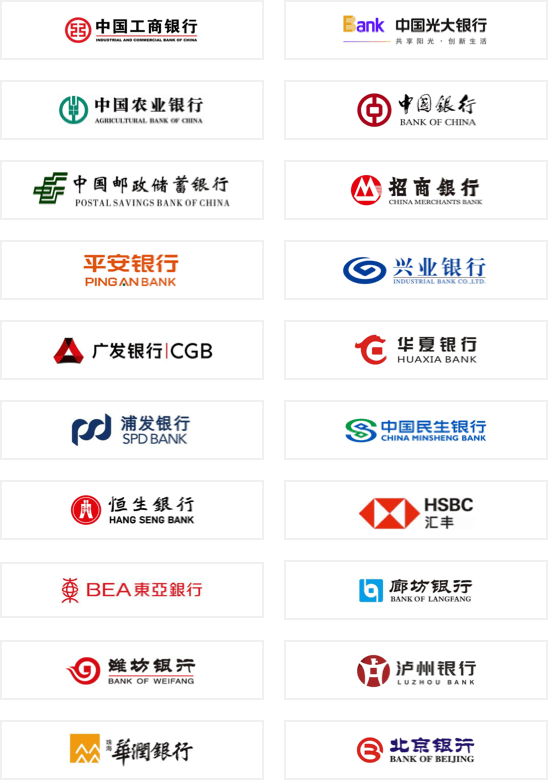 中国工商银行
INDUSTRIAL AND COMMERCIAL BANK OF CHINA
Bank 中国光大银行
共享阳光·创新生活
中国农业银行
AGRICULTURAL BANK OF CHINA
中国銀行
BANK OF CHINA
中国邮政储蓄银行
POSTAL SAVINGS BANK OF CHINA
招商银行
CHINA MERCHANTS BANK
平安银行
PINGAN BANK
兴业银行
INDUSTRIAL BANK CO.,LTD.
广发银行|CGB
华夏银行
HUAXIA BANK
浦发银行
SPD BANK
中国民生银行
CHINA MINSHENG BANK
恒生銀行
HANG SENG BANK
HSBC
汇丰
BEA東亞銀行
廊坊银行
BANK OF LANGFANG
潍坊银行
BANK OF WEIFANG
泸州银行
LUZHOU BANK
珠海
華潤銀行
北京银行
BANK OF BEIJING